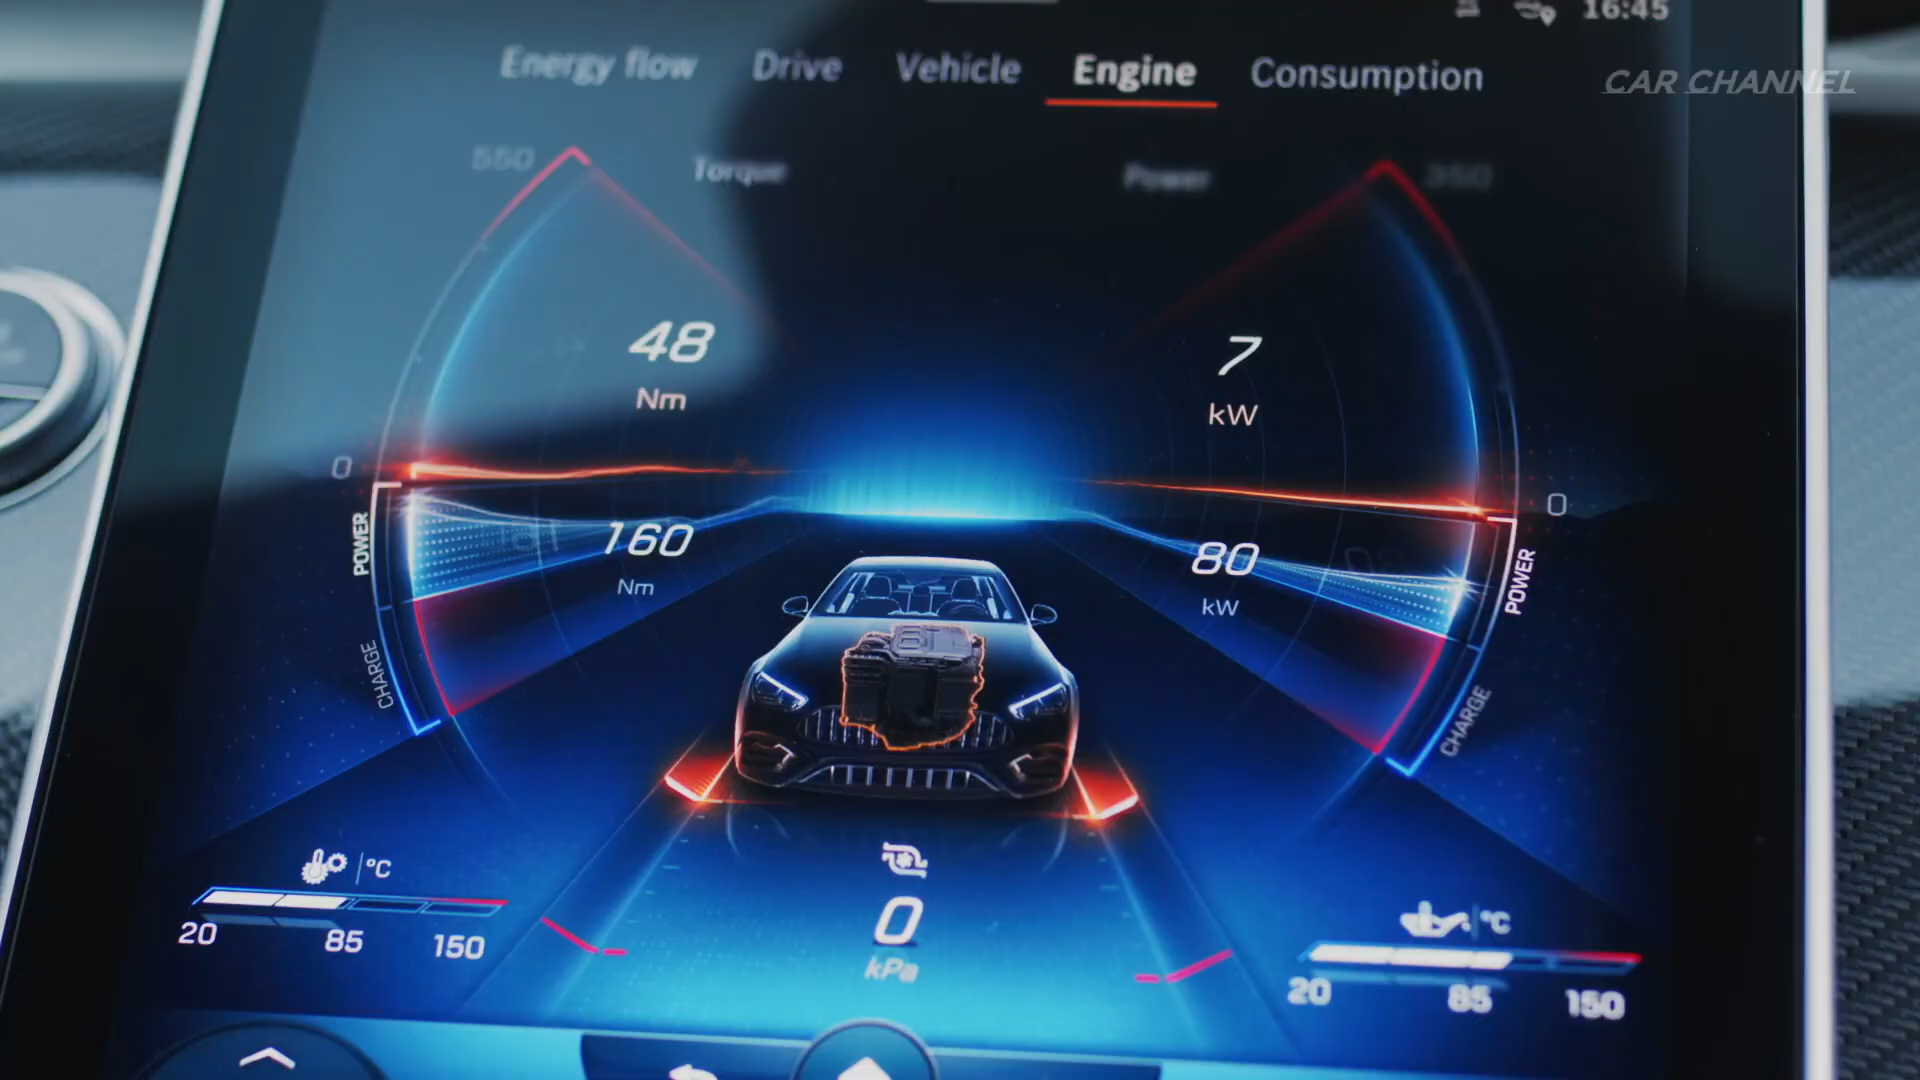 16:45
Energy flow Drive Vehicle Engine Consumption
CAR CHANNEL
550 Torque Power 350
48 7
Nm kW
0 0
POWER 160 80 POWER
Nm kW
CHARGE CHARGE
°C °C
20 85 150
0
kPa
20 85 150